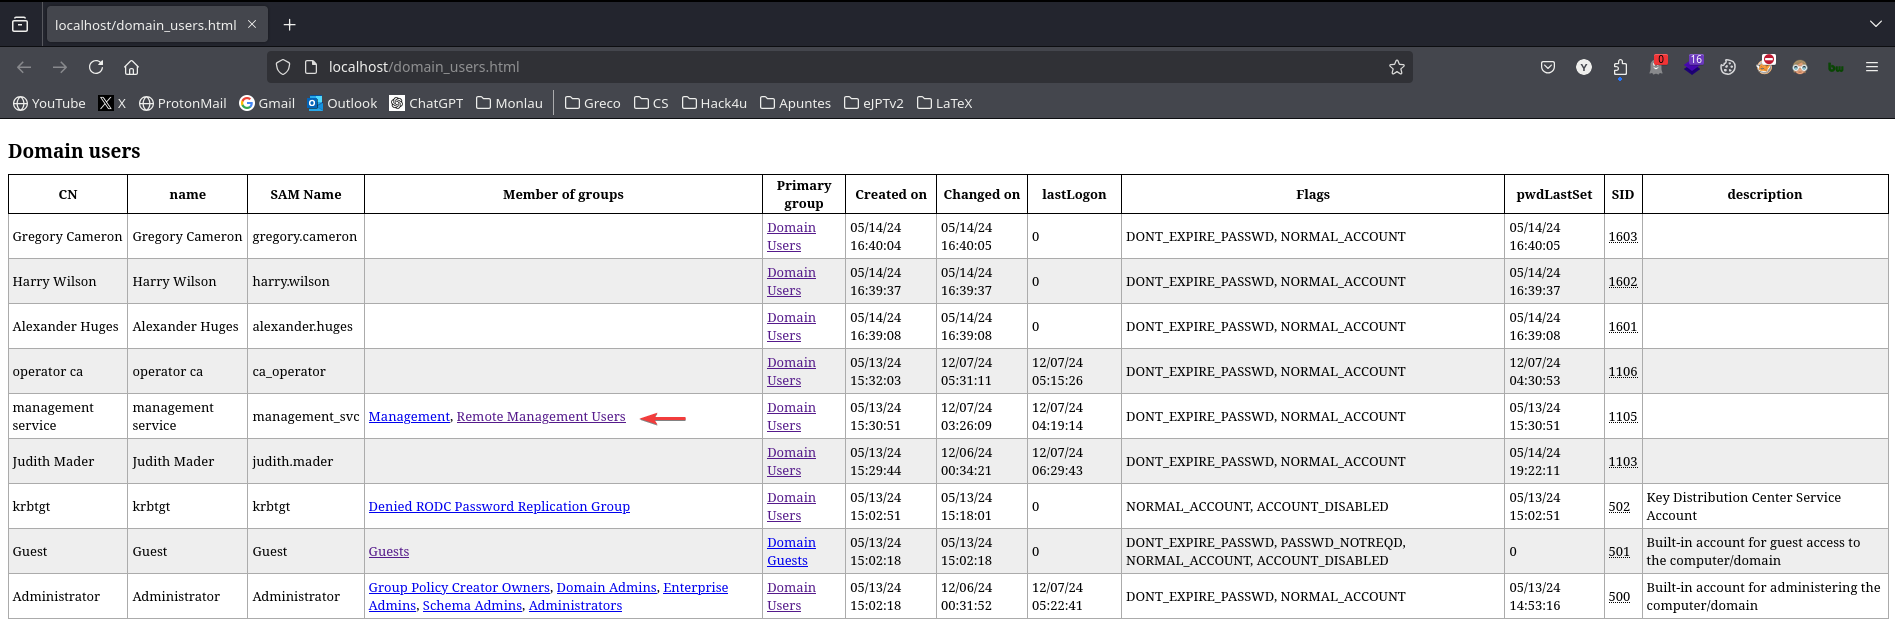 localhost/domain_users.html
localhost/domain_users.html
0
16
YouTube X ProtonMail Gmail Outlook ChatGPT Monlau Greco CS Hack4u Apuntes eJPTv2 LaTeX
Domain users
CN name SAM Name Member of groups Primary group Created on Changed on lastLogon Flags pwdLastSet SID description
Gregory Cameron Gregory Cameron gregory.cameron Domain Users 05/14/24 16:40:04 05/14/24 16:40:05 0 DONT_EXPIRE_PASSWD, NORMAL_ACCOUNT 05/14/24 16:40:05 1603
Harry Wilson Harry Wilson harry.wilson Domain Users 05/14/24 16:39:37 05/14/24 16:39:37 0 DONT_EXPIRE_PASSWD, NORMAL_ACCOUNT 05/14/24 16:39:37 1602
Alexander Huges Alexander Huges alexander.huges Domain Users 05/14/24 16:39:08 05/14/24 16:39:08 0 DONT_EXPIRE_PASSWD, NORMAL_ACCOUNT 05/14/24 16:39:08 1601
operator ca operator ca ca_operator Domain Users 05/13/24 15:32:03 12/07/24 05:31:11 12/07/24 05:15:26 DONT_EXPIRE_PASSWD, NORMAL_ACCOUNT 12/07/24 04:30:53 1106
management service management service management_svc Management, Remote Management Users Domain Users 05/13/24 15:30:51 12/07/24 03:26:09 12/07/24 04:19:14 DONT_EXPIRE_PASSWD, NORMAL_ACCOUNT 05/13/24 15:30:51 1105
Judith Mader Judith Mader judith.mader Domain Users 05/13/24 15:29:44 12/06/24 00:34:21 12/07/24 06:29:43 DONT_EXPIRE_PASSWD, NORMAL_ACCOUNT 05/14/24 19:22:11 1103
krbtgt krbtgt krbtgt Denied RODC Password Replication Group Domain Users 05/13/24 15:02:51 05/13/24 15:18:01 0 NORMAL_ACCOUNT, ACCOUNT_DISABLED 05/13/24 15:02:51 502 Key Distribution Center Service Account
Guest Guest Guest Guests Domain Guests 05/13/24 15:02:18 05/13/24 15:02:18 0 DONT_EXPIRE_PASSWD, PASSWD_NOTREQD, NORMAL_ACCOUNT, ACCOUNT_DISABLED 0 501 Built-in account for guest access to the computer/domain
Administrator Administrator Administrator Group Policy Creator Owners, Domain Admins, Enterprise Admins, Schema Admins, Administrators Domain Users 05/13/24 15:02:18 12/06/24 00:31:52 12/07/24 05:22:41 DONT_EXPIRE_PASSWD, NORMAL_ACCOUNT 05/13/24 14:53:16 500 Built-in account for administering the computer/domain